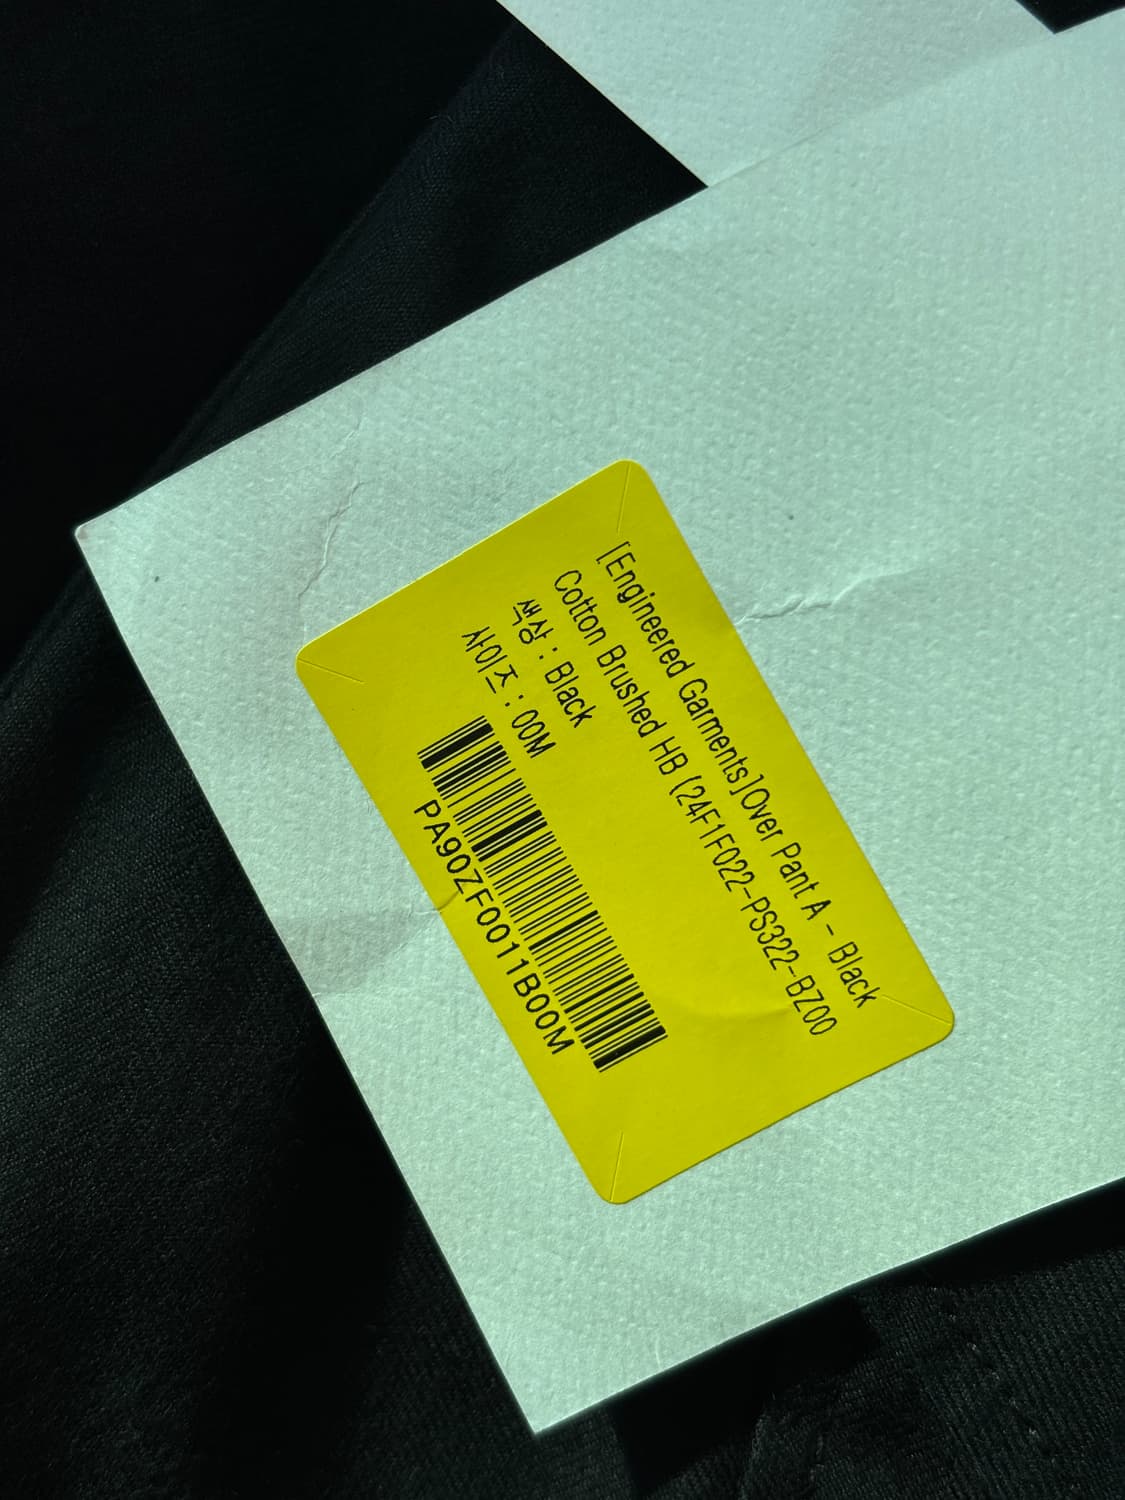 [Engineered Garments]Over Pant A - Black
Cotton Brushed HB (24F1F022-PS322-BZ00
색상 : Black
사이즈 : 00M
PA90ZF0011B00M